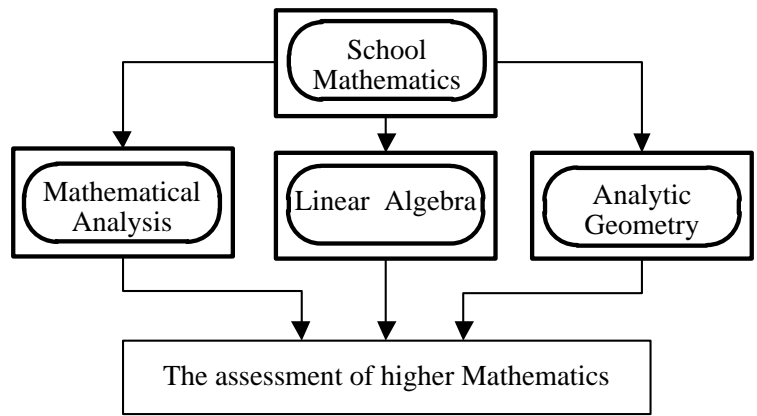 School
Mathematics
Mathematical
Analysis
Linear Algebra
Analytic
Geometry
The assessment of higher Mathematics